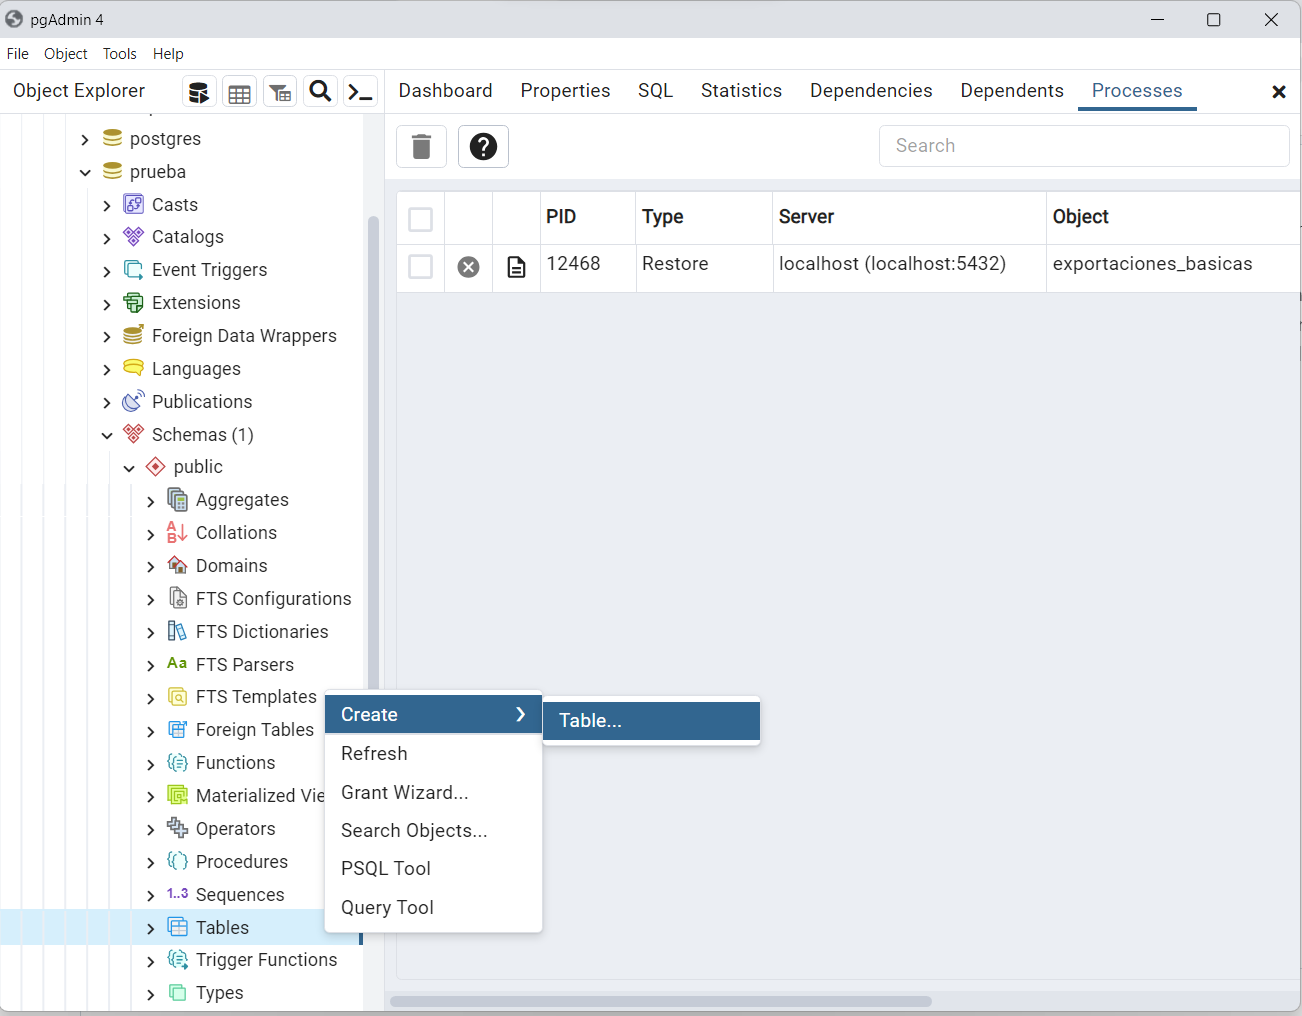 pgAdmin 4
File Object Tools Help
Object Explorer
Dashboard Properties SQL Statistics Dependencies Dependents Processes
postgres
prueba
Casts
Catalogs
Event Triggers
Extensions
Foreign Data Wrappers
Languages
Publications
Schemas (1)
public
Aggregates
Collations
Domains
FTS Configurations
FTS Dictionaries
Aa FTS Parsers
FTS Templates
Foreign Tables
Functions
Materialized Vie
Operators
Procedures
1..3 Sequences
Tables
Trigger Functions
Types
Create
Refresh
Grant Wizard...
Search Objects...
PSQL Tool
Query Tool
Table...
Search
PID Type Server Object
12468 Restore localhost (localhost:5432) exportaciones_basicas